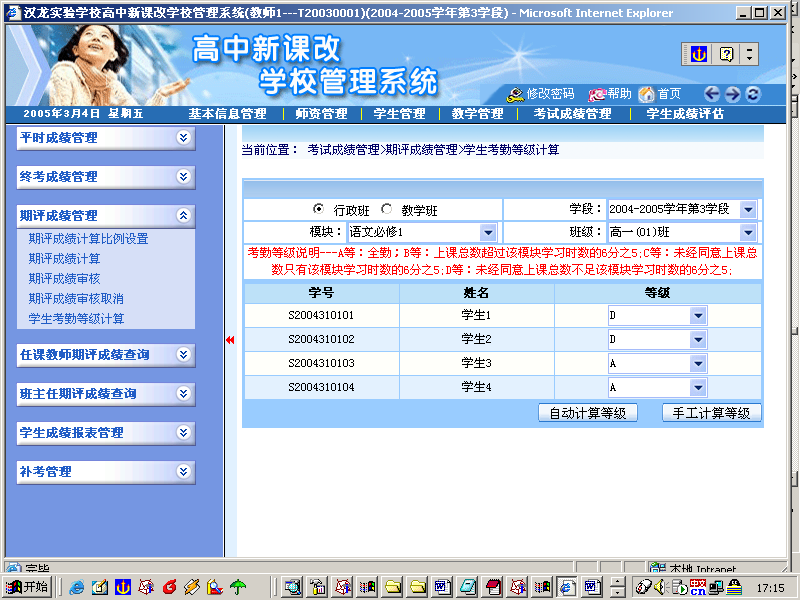 汉龙实验学校高中新课改学校管理系统(教师1---T20030001)(2004-2005学年第3学段) - Microsoft Internet Explorer
高中新课改
学校管理系统
修改密码 帮助 首页
2005年3月4日 星期五 基本信息管理 | 师资管理 | 学生管理 | 教学管理 | 考试成绩管理 | 学生成绩评估
平时成绩管理
终考成绩管理
期评成绩管理
期评成绩计算比例设置
期评成绩计算
期评成绩审核
期评成绩审核取消
学生考勤等级计算
任课教师期评成绩查询
班主任期评成绩查询
学生成绩报表管理
补考管理
当前位置： 考试成绩管理>期评成绩管理>学生考勤等级计算
行政班 教学班 学段： 2004-2005学年第3学段
模块： 语文必修1 班级： 高一(01)班
考勤等级说明---A等：全勤；B等：上课总数超过该模块学习时数的6分之5;C等：未经同意上课总
数只有该模块学习时数的6分之5;D等：未经同意上课总数不足该模块学习时数的6分之5;
学号 姓名 等级
S2004310101 学生1 D
S2004310102 学生2 D
S2004310103 学生3 A
S2004310104 学生4 A
自动计算等级 手工计算等级
完毕 本地 Intranet
开始 CN 17:15